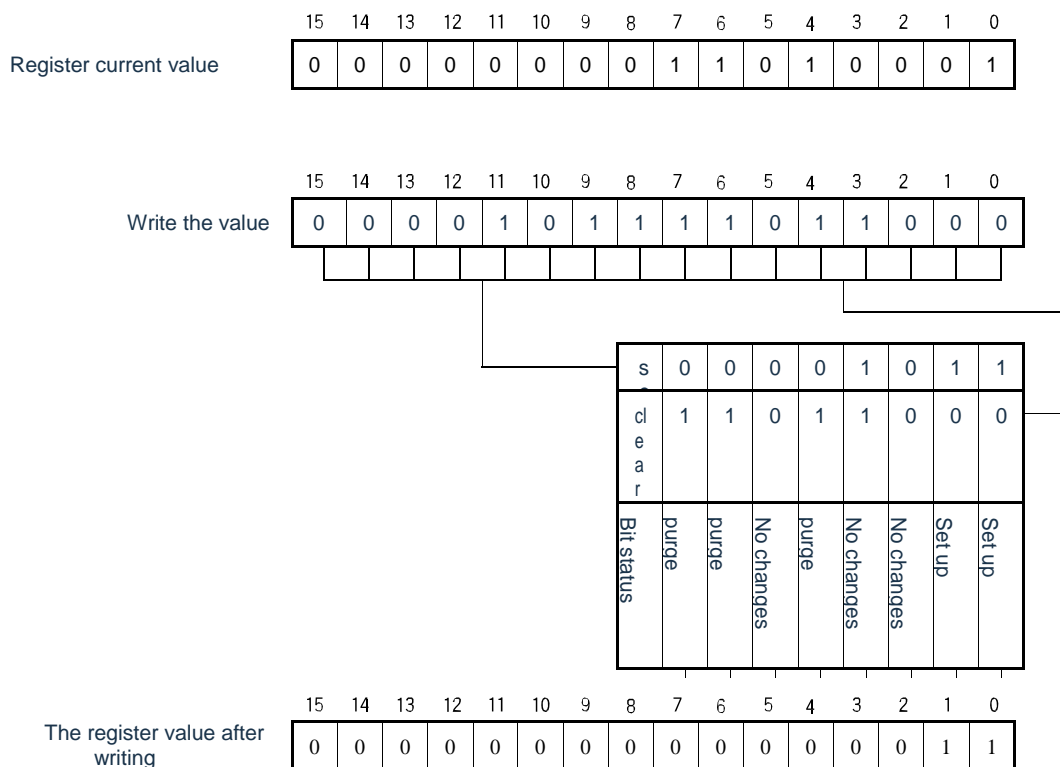 15 14 13 12 11 10 9 8 7 6 5 4 3 2 1 0
Register current value 0 0 0 0 0 0 0 0 1 1 0 1 0 0 0 1
15 14 13 12 11 10 9 8 7 6 5 4 3 2 1 0
Write the value 0 0 0 0 1 0 1 1 1 1 0 1 1 0 0 0
s 0 0 0 0 1 0 1 1
clear 1 1 0 1 1 0 0 0
Bit status purge purge No changes purge No changes No changes Set up Set up
15 14 13 12 11 10 9 8 7 6 5 4 3 2 1 0
The register value after
writing 0 0 0 0 0 0 0 0 0 0 0 0 0 0 1 1